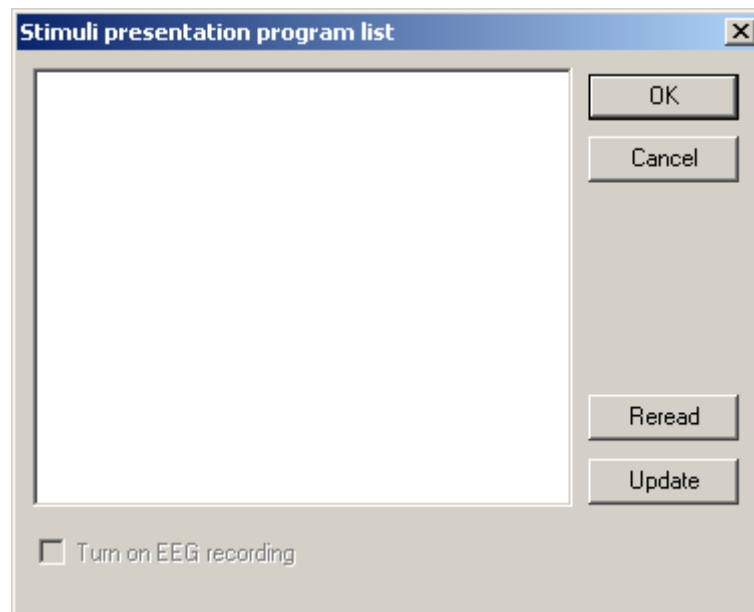 Stimuli presentation program list
OK
Cancel
Reread
Update
Turn on EEG recording